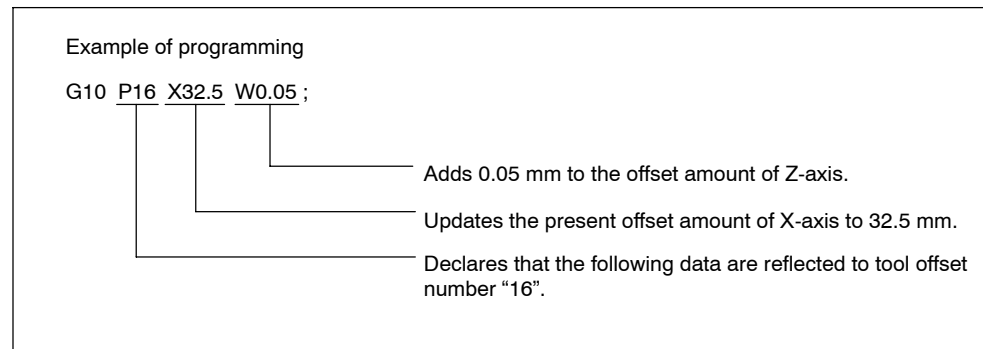 Example of programming
G10 P16 X32.5 W0.05 ;
Adds 0.05 mm to the offset amount of Z-axis.
Updates the present offset amount of X-axis to 32.5 mm.
Declares that the following data are reflected to tool offset
number “16”.